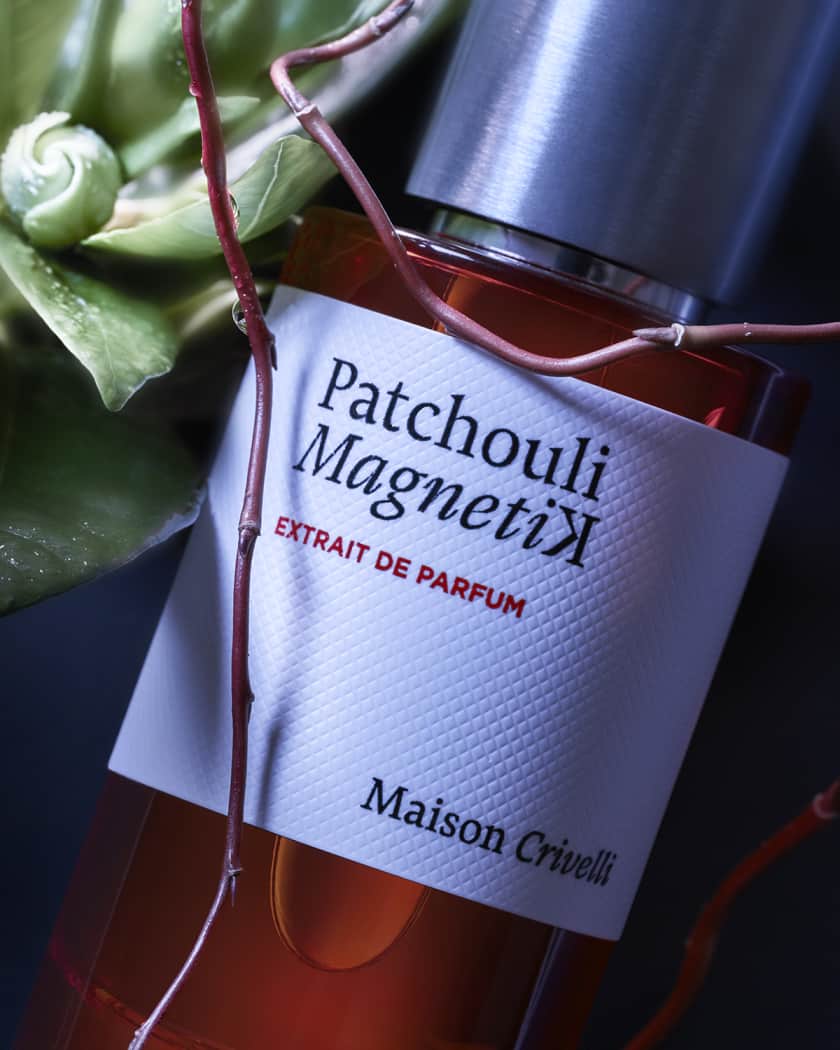 Patchouli
MagnetiK
EXTRAIT DE PARFUM
Maison Crivelli